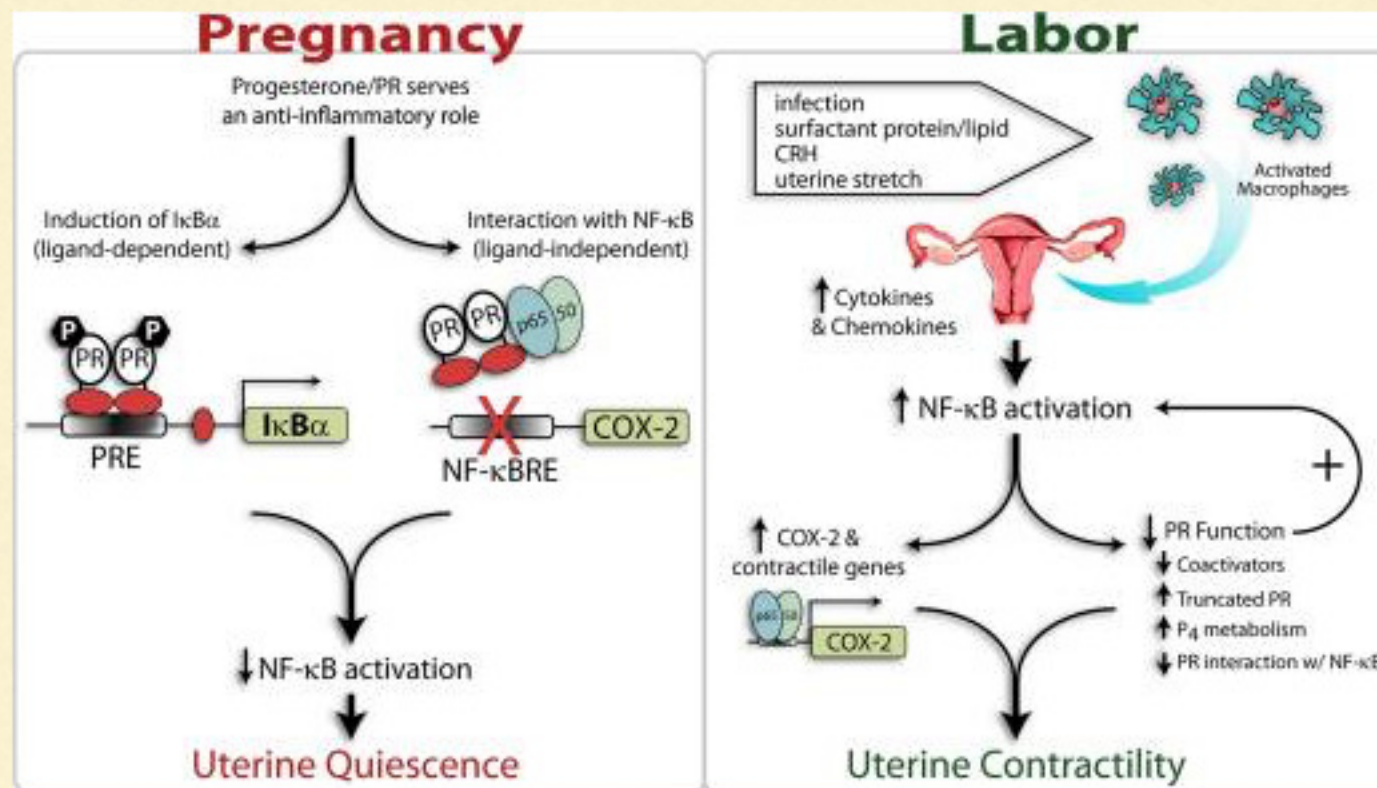 Pregnancy
Progesterone/PR serves
an anti-inflammatory role
Induction of IκBα
(ligand-dependent)
Interaction with NF-κB
(ligand-independent)
P
P
PR
PR
PRE
IκBα
PR
PR
p65
50
NF-κBRE
COX-2
↓NF-κB activation
Uterine Quiescence
Labor
infection
surfactant protein/lipid
CRH
uterine stretch
Activated
Macrophages
↑ Cytokines
& Chemokines
↑ NF-κB activation
+
↑ COX-2 &
contractile genes
p65
50
COX-2
↓ PR Function
↓ Coactivators
↑ Truncated PR
↑ P₄ metabolism
↓ PR interaction w/ NF-κB
Uterine Contractility